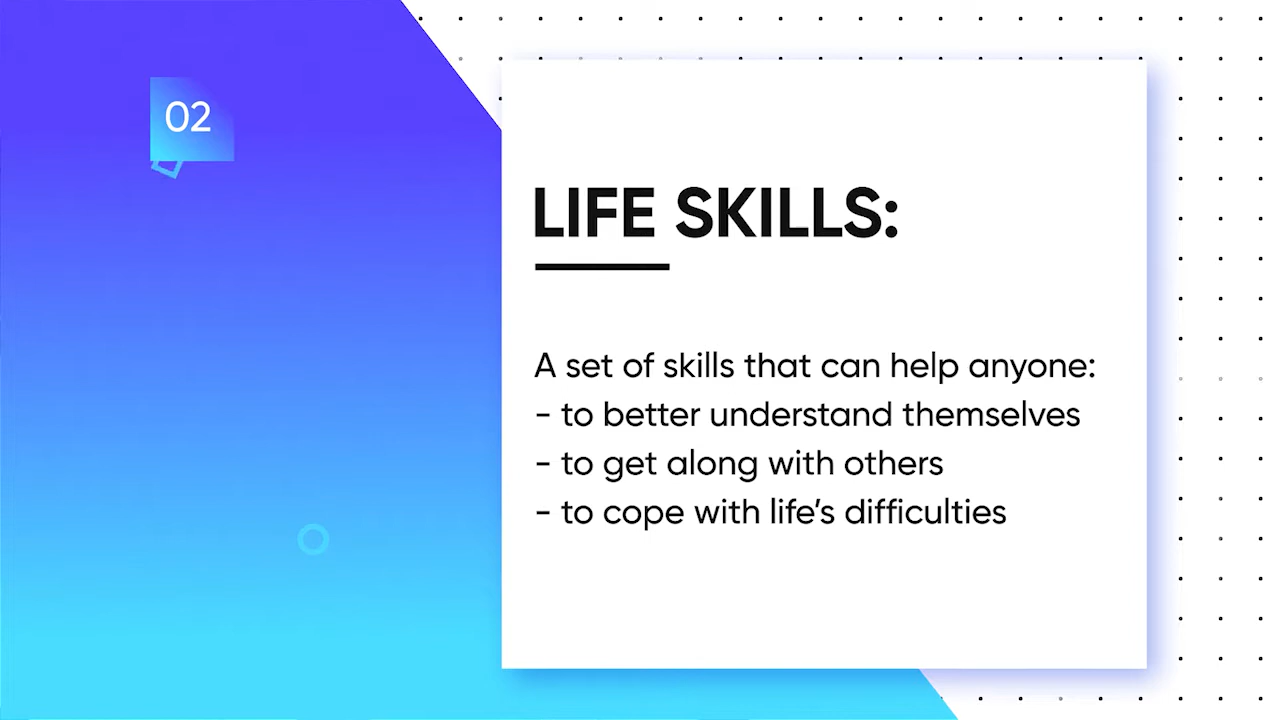 02
LIFE SKILLS:
A set of skills that can help anyone:
- to better understand themselves
- to get along with others
- to cope with life’s difficulties